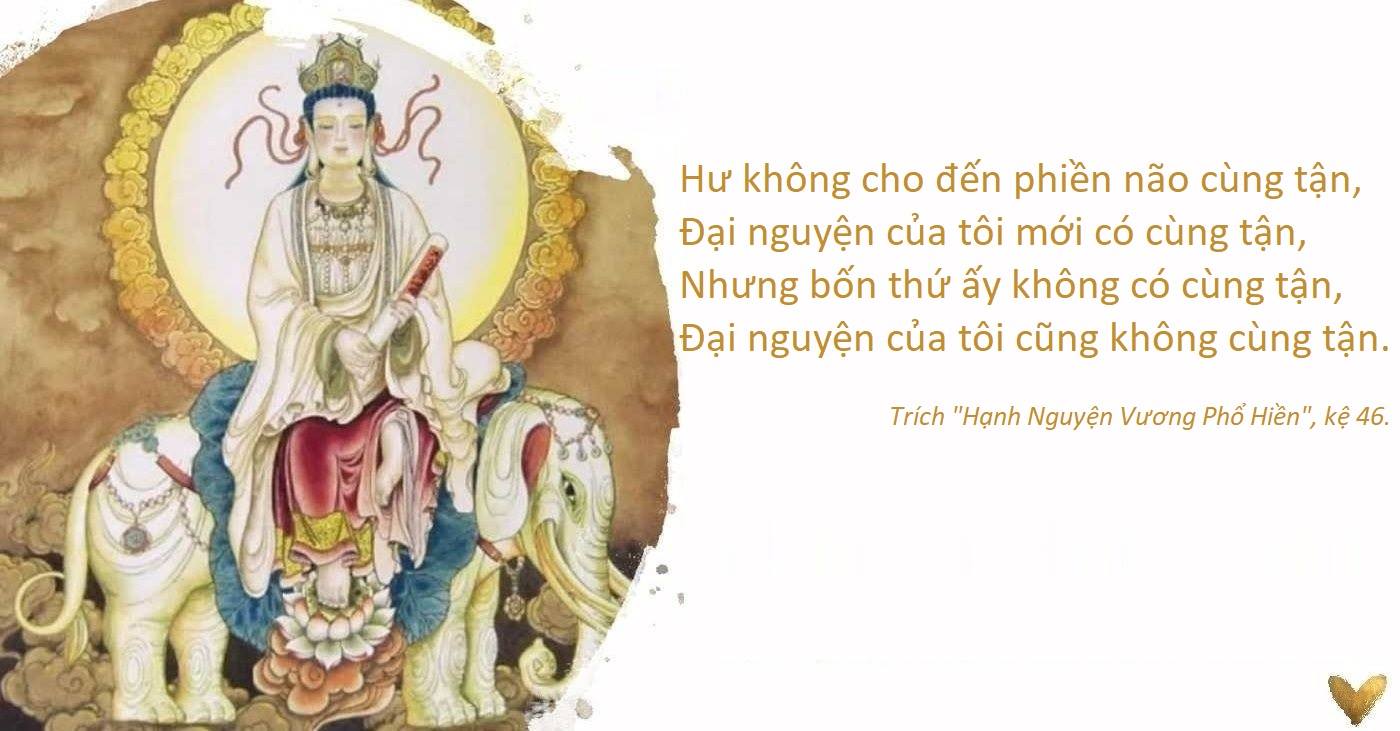 Hư không cho đến phiền não cùng tận,
Đại nguyện của tôi mới có cùng tận,
Nhưng bốn thứ ấy không có cùng tận,
Đại nguyện của tôi cũng không cùng tận.
Trích "Hạnh Nguyện Vương Phổ Hiền", kệ 46.